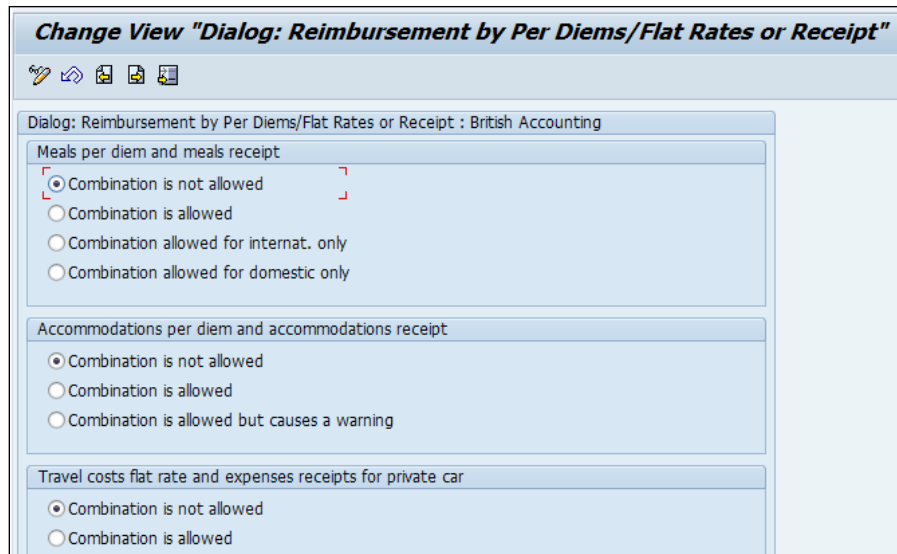 Change View "Dialog: Reimbursement by Per Diems/Flat Rates or Receipt"
Dialog: Reimbursement by Per Diems/Flat Rates or Receipt : British Accounting
Meals per diem and meals receipt
Combination is not allowed
Combination is allowed
Combination allowed for internat. only
Combination allowed for domestic only
Accommodations per diem and accommodations receipt
Combination is not allowed
Combination is allowed
Combination is allowed but causes a warning
Travel costs flat rate and expenses receipts for private car
Combination is not allowed
Combination is allowed